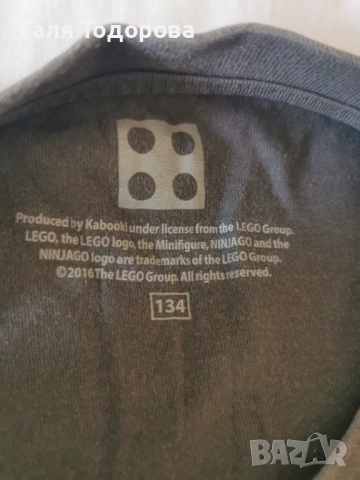 Галя Тодорова
Produced by Kabooki under license from the LEGO Group.
LEGO, the LEGO logo, the Minifigure, NINJAGO and the
NINJAGO logo are trademarks of the LEGO Group.
©2016 The LEGO Group. All rights reserved.
134
BAZAR